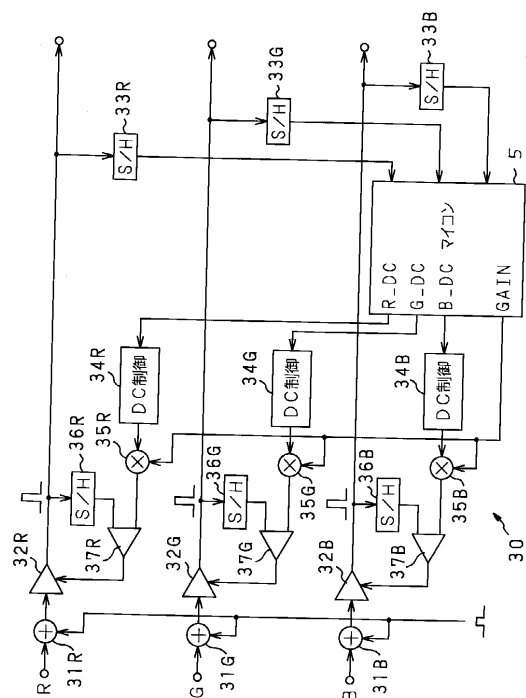 R
31R
32R
36R
S/H
37R
35R
34R
DC制御
33R
S/H
G
31G
32G
36G
S/H
37G
35G
34G
DC制御
33G
S/H
B
31B
32B
36B
S/H
37B
35B
34B
DC制御
33B
S/H
R_DC
G_DC
B_DC マイコン
GAIN
5
30